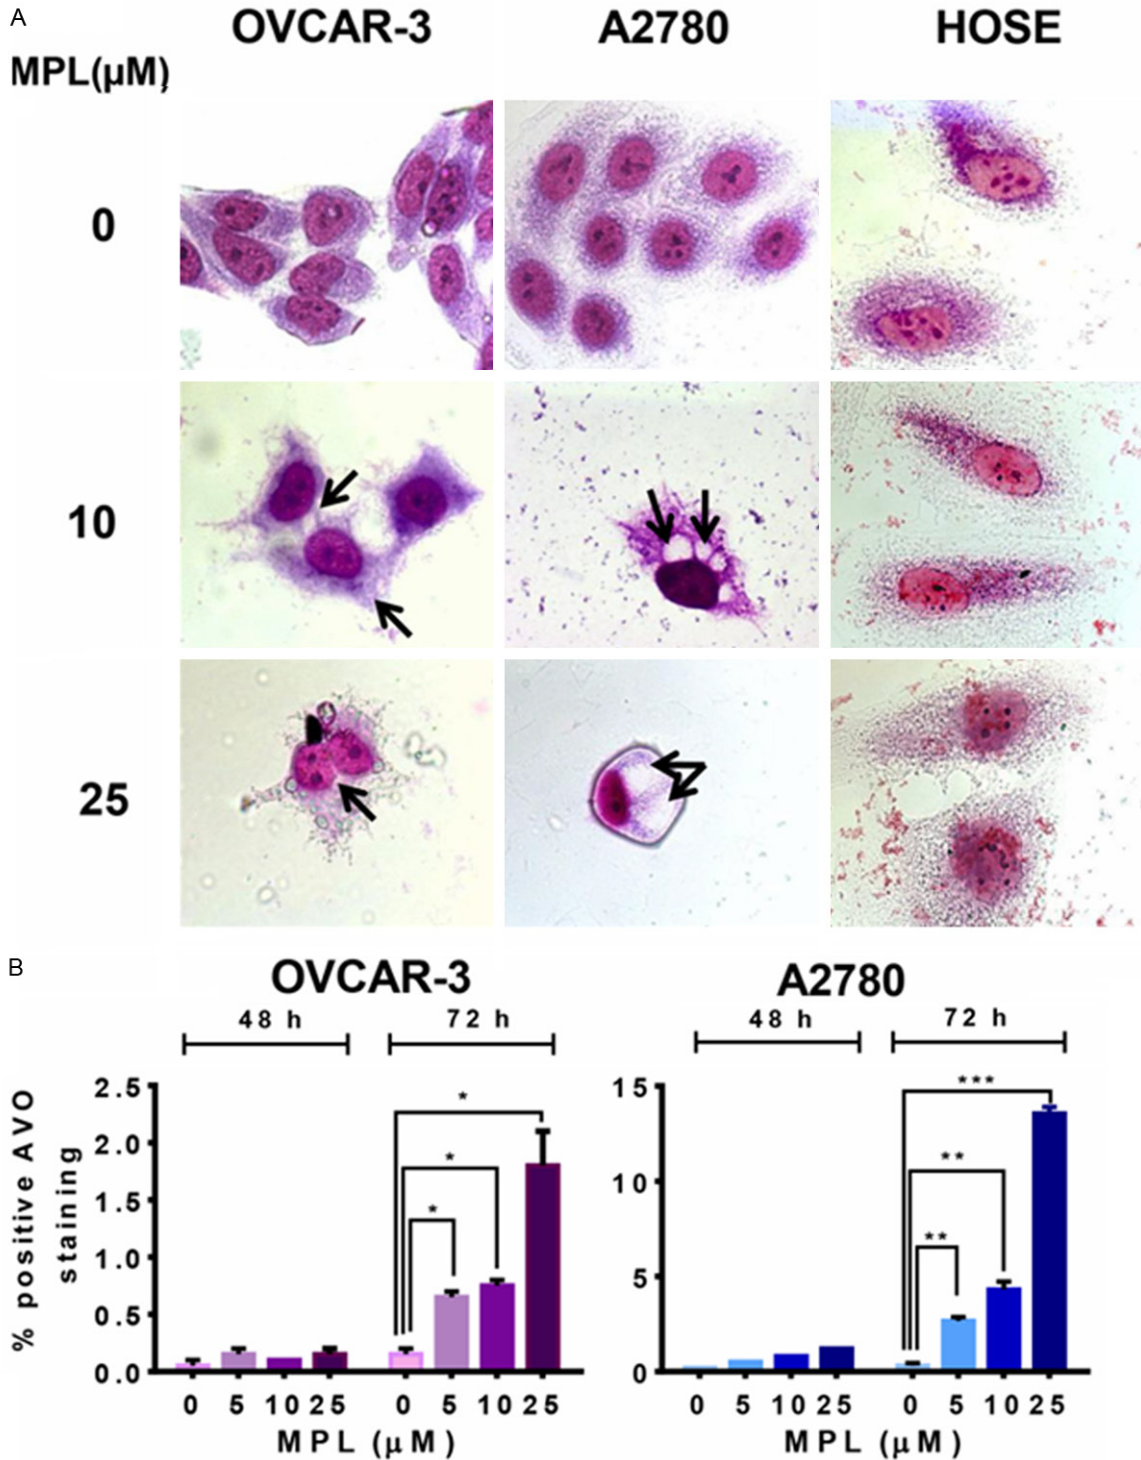 A
OVCAR-3 A2780 HOSE
MPL(µM)
0
10
25
B
OVCAR-3 A2780
48 h 72 h 48 h 72 h
% positive AVO
staining
2.5
2.0
1.5
1.0
0.5
0.0
* * *
0 5 10 25 0 5 10 25
MPL (µM)
15
10
5
0
*** ** **
0 5 10 25 0 5 10 25
MPL (µM)